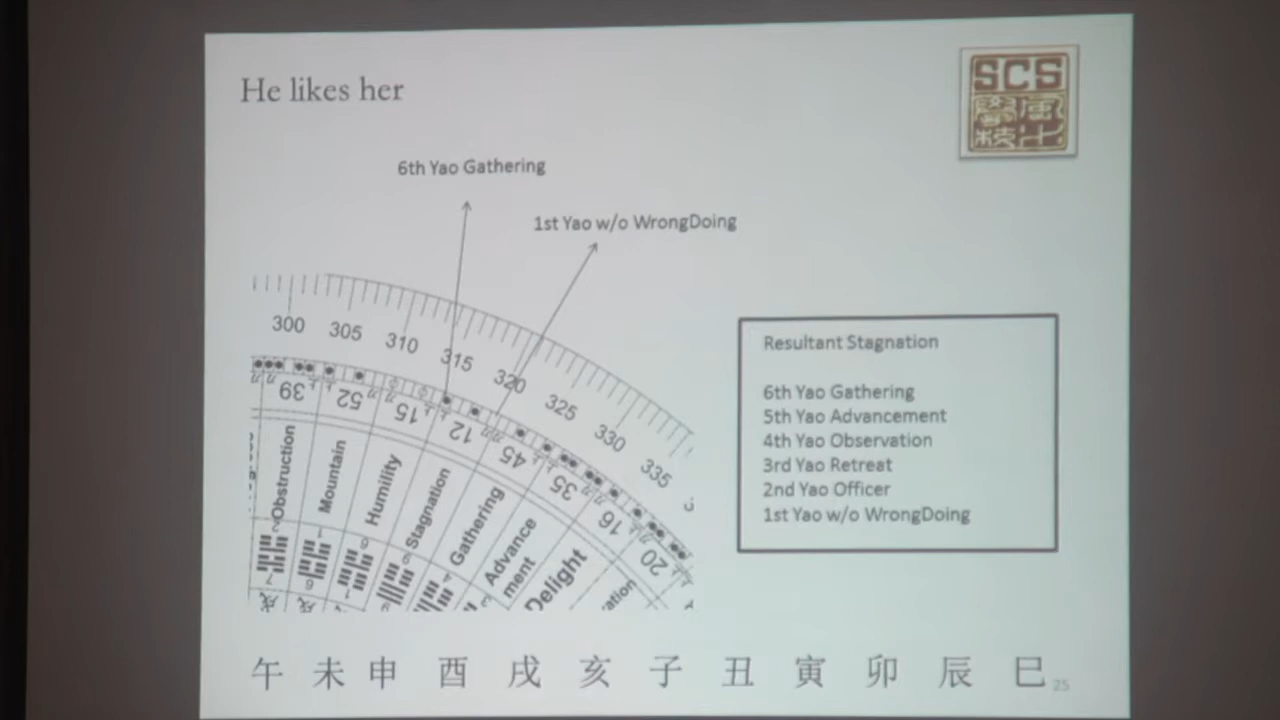 He likes her
SCS
6th Yao Gathering
1st Yao w/o WrongDoing
300 305 310 315 320 325 330 335
39 52 15 12 45 35 16 20
Obstruction
Mountain
Humility
Stagnation
Gathering
Advance
ment
Delight
ation
Resultant Stagnation
6th Yao Gathering
5th Yao Advancement
4th Yao Observation
3rd Yao Retreat
2nd Yao Officer
1st Yao w/o WrongDoing
午 未 申 酉 戌 亥 子 丑 寅 卯 辰 巳
25